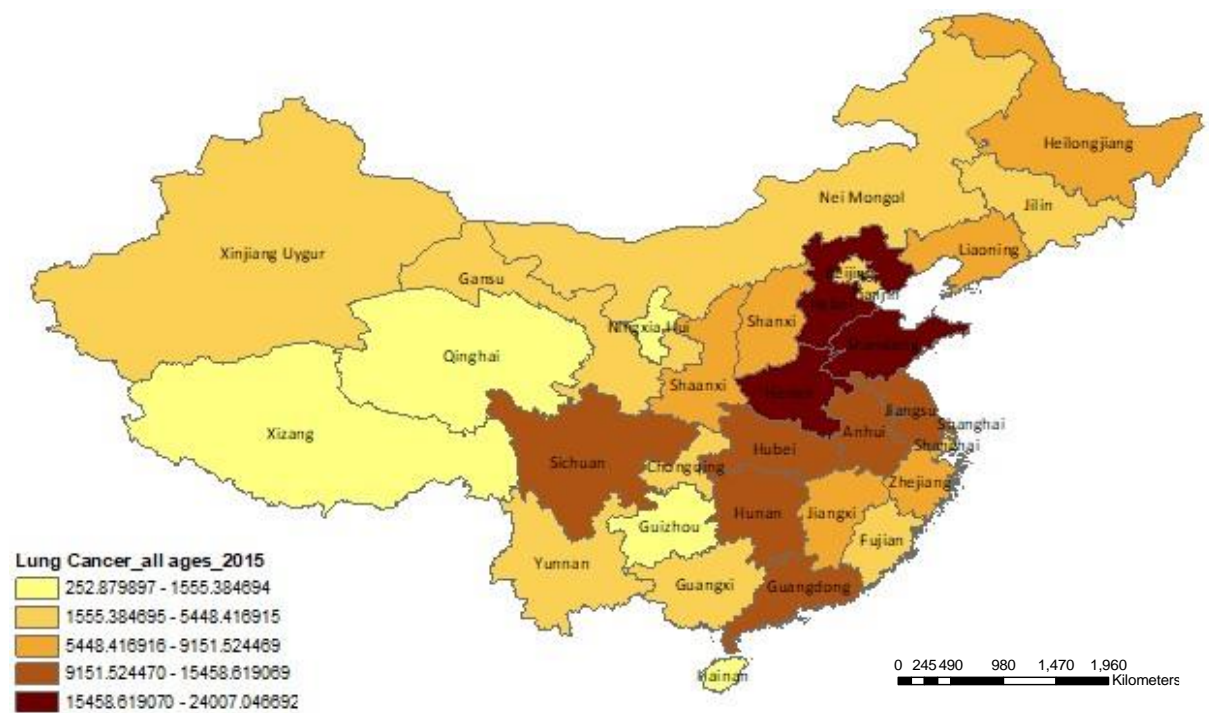 Heilongjiang
Nei Mongol
Jilin
Xinjiang Uygur
Liaoning
Gansu
Shanxi
Ningxia Hui
Qinghai
Shaanxi
Jiangsu
Shanghai
Anhui
Shanghai
Xizang
Hubei
Sichuan
Chongqing
Zhejiang
Hunan
Jiangxi
Guizhou
Fujian
Yunnan
Guangxi
Guangdong
Hainan
Lung Cancer_all ages_2015
252.879897 - 1555.384694
1555.384695 - 5448.416915
5448.416916 - 9151.524469
9151.524470 - 15458.619069
15458.619070 - 24007.046692
0 245 490 980 1,470 1,960
Kilometers